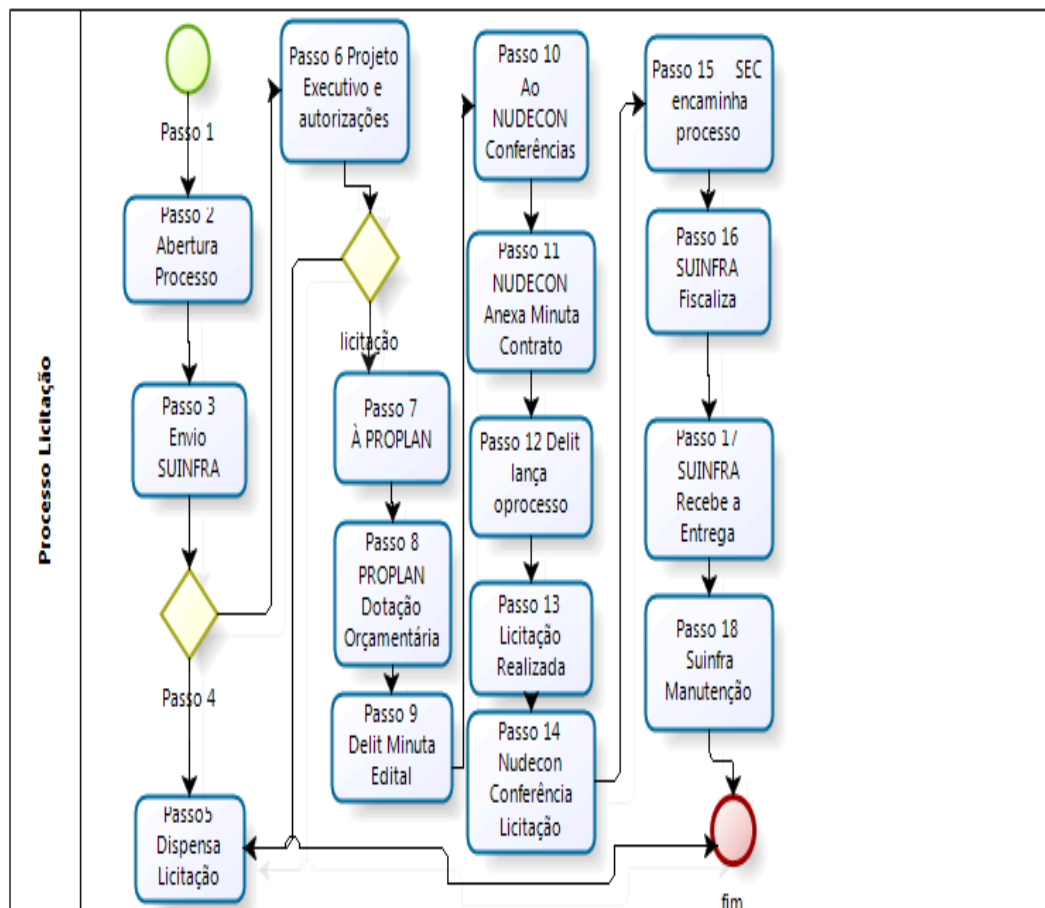 Processo Licitação
Passo 1
Passo 2
Abertura
Processo
Passo 3
Envio
SUINFRA
Passo 4
Passo5
Dispensa
Licitação
Passo 6 Projeto
Executivo e
autorizações
licitação
Passo 7
À PROPLAN
Passo 8
PROPLAN
Dotação
Orçamentária
Passo 9
Delit Minuta
Edital
Passo 10
Ao
NUDECON
Conferências
Passo 11
NUDECON
Anexa Minuta
Contrato
Passo 12 Delit
lança
oprocesso
Passo 13
Licitação
Realizada
Passo 14
Nudecon
Conferência
Licitação
Passo 15 SEC
encaminha
processo
Passo 16
SUINFRA
Fiscaliza
Passo 17
SUINFRA
Recebe a
Entrega
Passo 18
Suinfra
Manutenção
fim